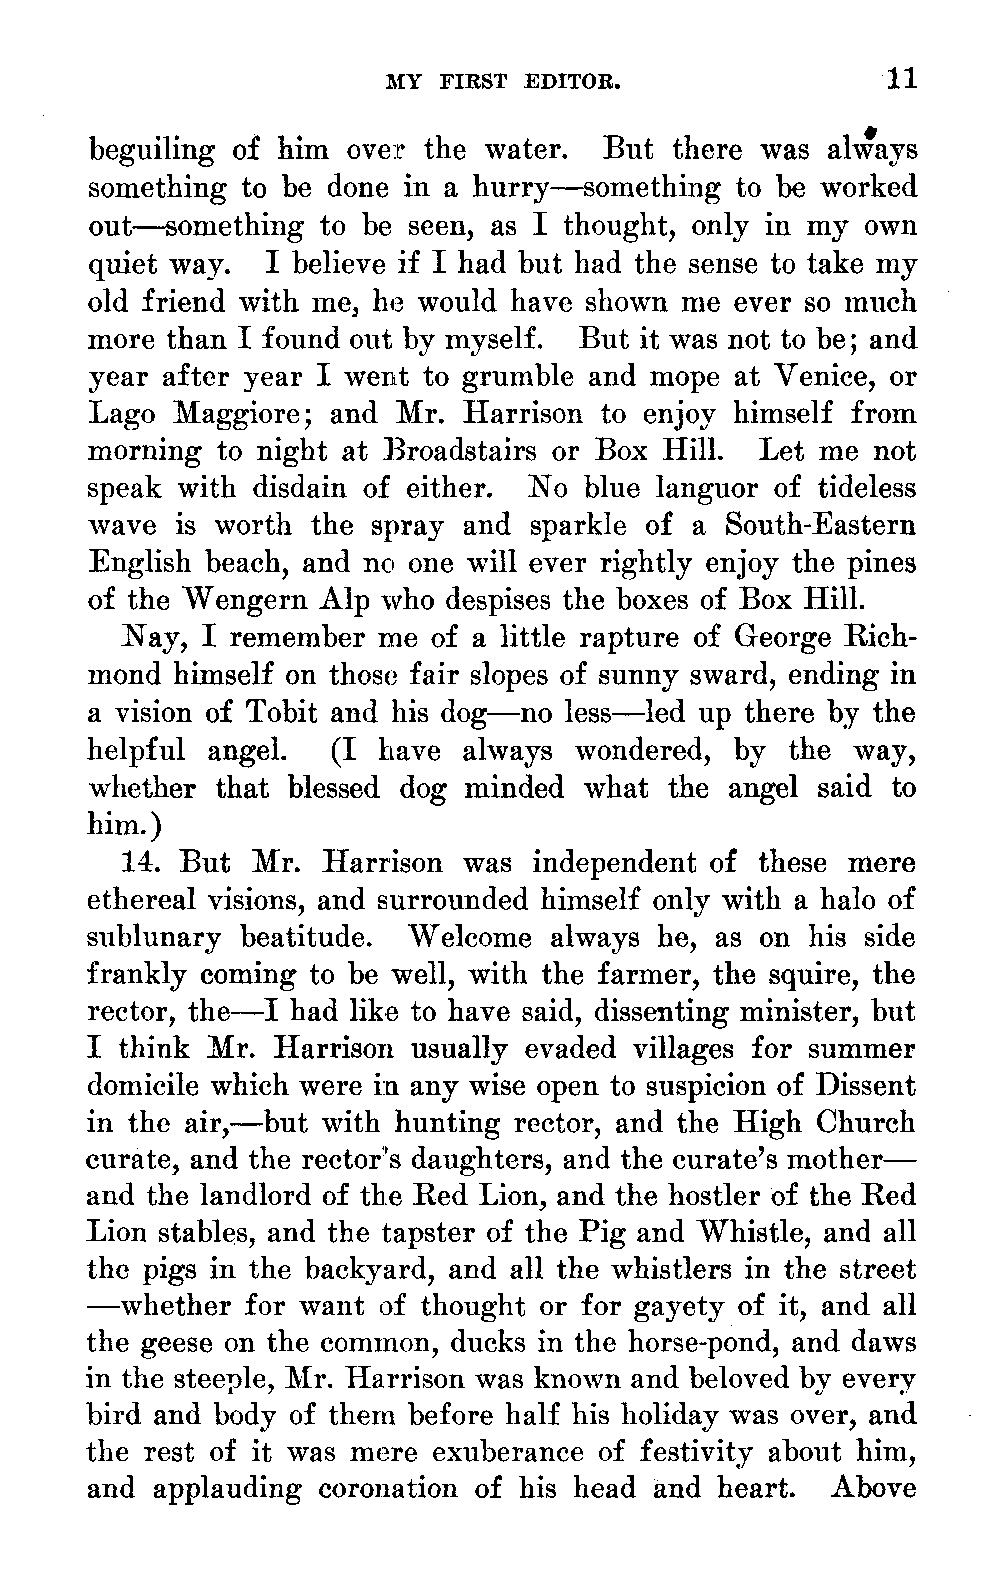 MY FIRST EDITOR. 11
beguiling of him over the water. But there was always
something to be done in a hurry—something to be worked
out—something to be seen, as I thought, only in my own
quiet way. I believe if I had but had the sense to take my
old friend with me, he would have shown me ever so much
more than I found out by myself. But it was not to be; and
year after year I went to grumble and mope at Venice, or
Lago Maggiore; and Mr. Harrison to enjoy himself from
morning to night at Broadstairs or Box Hill. Let me not
speak with disdain of either. No blue languor of tideless
wave is worth the spray and sparkle of a South-Eastern
English beach, and no one will ever rightly enjoy the pines
of the Wengern Alp who despises the boxes of Box Hill.
Nay, I remember me of a little rapture of George Rich-
mond himself on those fair slopes of sunny sward, ending in
a vision of Tobit and his dog—no less—led up there by the
helpful angel. (I have always wondered, by the way,
whether that blessed dog minded what the angel said to
him.)
14. But Mr. Harrison was independent of these mere
ethereal visions, and surrounded himself only with a halo of
sublunary beatitude. Welcome always he, as on his side
frankly coming to be well, with the farmer, the squire, the
rector, the—I had like to have said, dissenting minister, but
I think Mr. Harrison usually evaded villages for summer
domicile which were in any wise open to suspicion of Dissent
in the air,—but with hunting rector, and the High Church
curate, and the rector's daughters, and the curate's mother—
and the landlord of the Red Lion, and the hostler of the Red
Lion stables, and the tapster of the Pig and Whistle, and all
the pigs in the backyard, and all the whistlers in the street
—whether for want of thought or for gayety of it, and all
the geese on the common, ducks in the horse-pond, and daws
in the steeple, Mr. Harrison was known and beloved by every
bird and body of them before half his holiday was over, and
the rest of it was mere exuberance of festivity about him,
and applauding coronation of his head and heart. Above